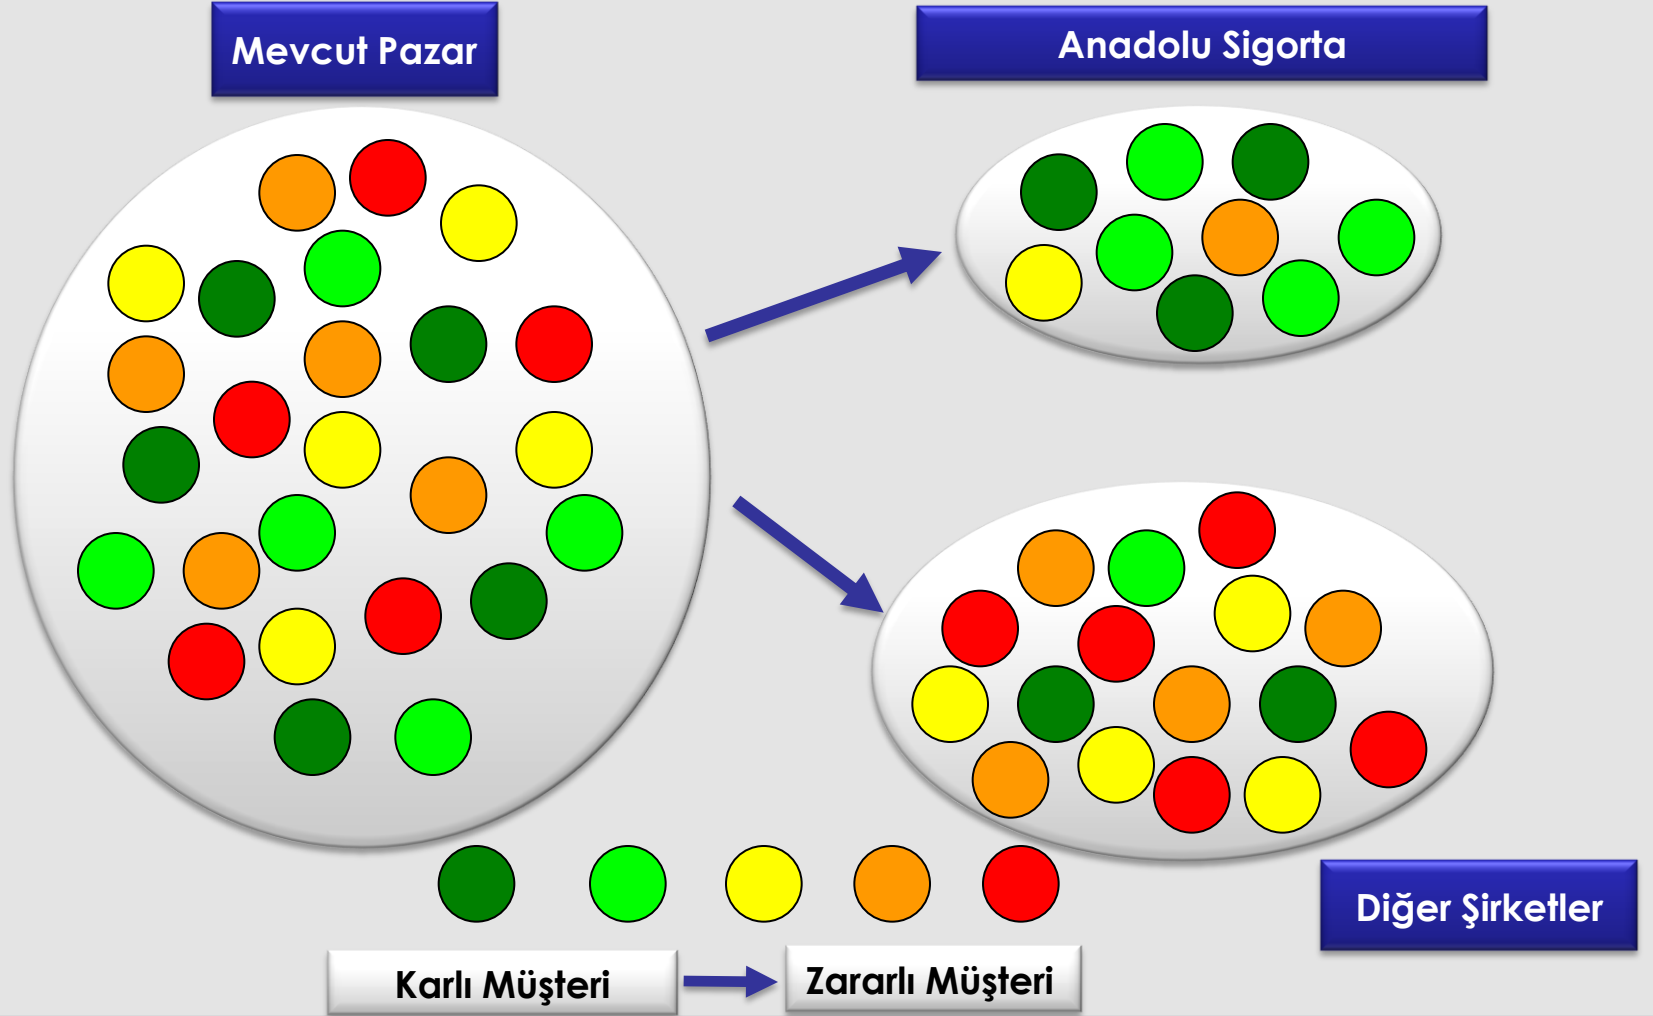 Mevcut Pazar
Anadolu Sigorta
Diğer Şirketler
Karlı Müşteri
Zararlı Müşteri